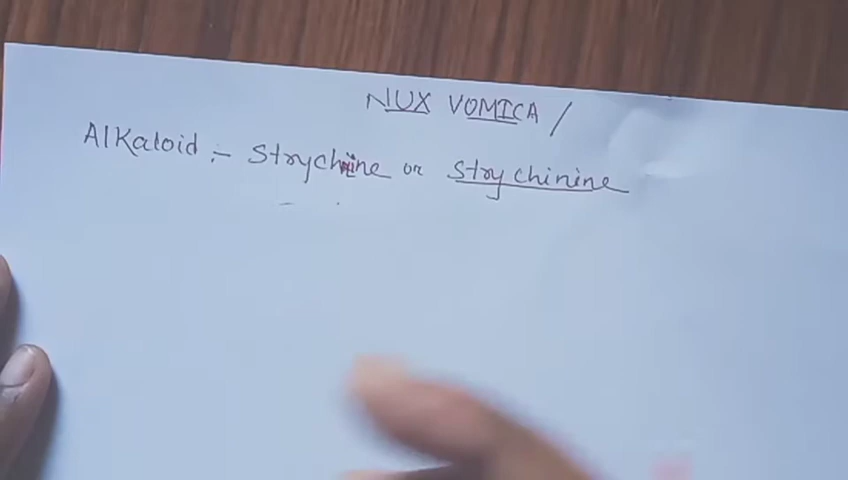 NUX VOMICA /
Alkaloid :- Strychine or Strychinine